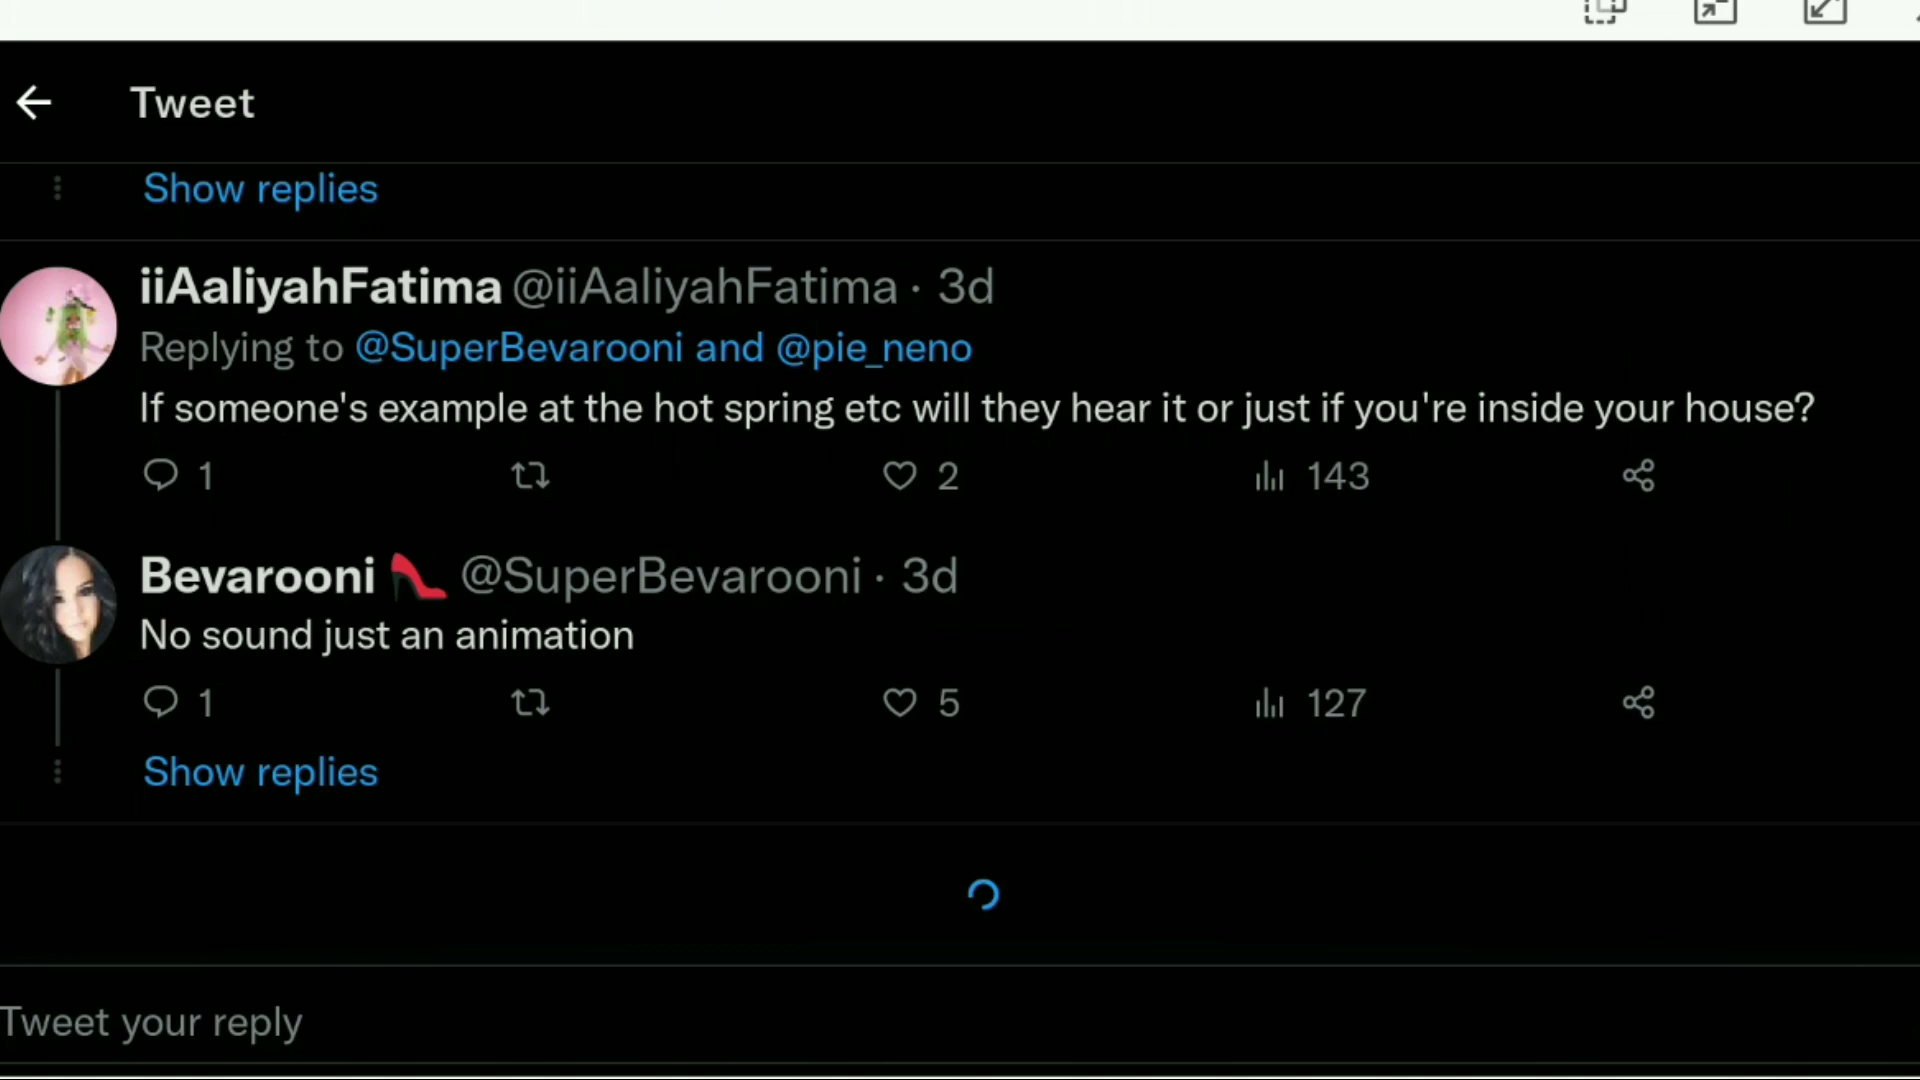 Tweet
Show replies
iiAaliyahFatima @iiAaliyahFatima · 3d
Replying to @SuperBevarooni and @pie_neno
If someone's example at the hot spring etc will they hear it or just if you're inside your house?
1 2 143
Bevarooni 👠 @SuperBevarooni · 3d
No sound just an animation
1 5 127
Show replies
Tweet your reply